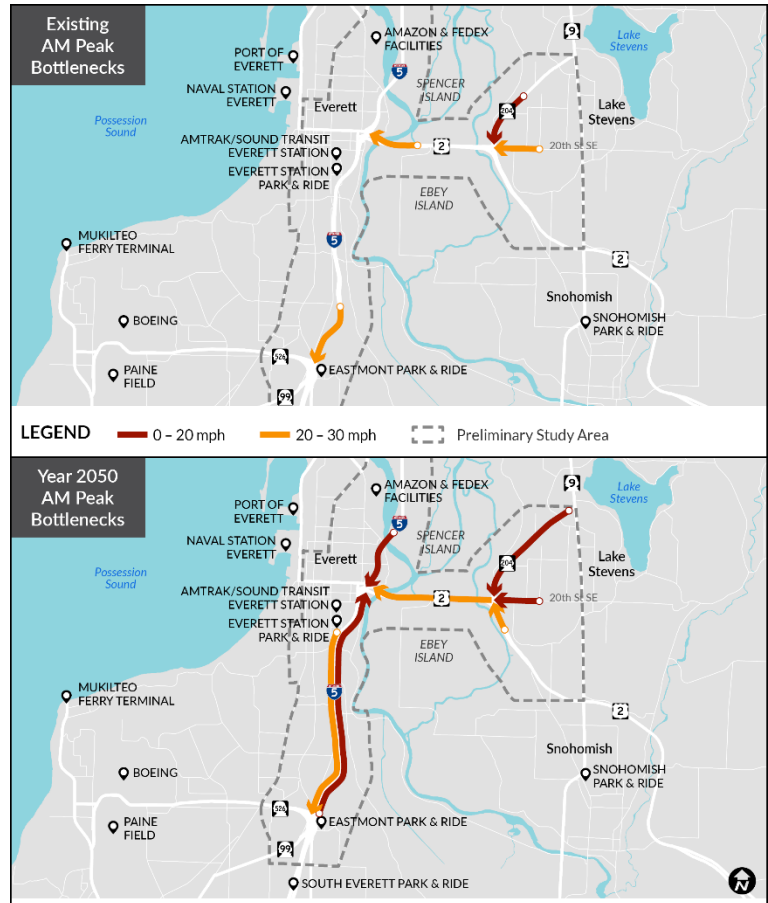 Existing
AM Peak
Bottlenecks
AMAZON & FEDEX
FACILITIES
9
Lake
Stevens
PORT OF
EVERETT
5
NAVAL STATION
EVERETT
SPENCER
ISLAND
Everett
204
Lake
Stevens
Possession
Sound
AMTRAK/SOUND TRANSIT
EVERETT STATION
2
20th St SE
EVERETT STATION
PARK & RIDE
EBEY
ISLAND
5
MUKILTEO
FERRY TERMINAL
2
Snohomish
BOEING
SNOHOMISH
PARK & RIDE
526
PAINE
FIELD
EASTMONT PARK & RIDE
99
LEGEND
0 – 20 mph
20 – 30 mph
Preliminary Study Area
Year 2050
AM Peak
Bottlenecks
AMAZON & FEDEX
FACILITIES
9
Lake
Stevens
PORT OF
EVERETT
5
NAVAL STATION
EVERETT
SPENCER
ISLAND
Everett
204
Lake
Stevens
Possession
Sound
AMTRAK/SOUND TRANSIT
EVERETT STATION
2
20th St SE
EVERETT STATION
PARK & RIDE
EBEY
ISLAND
5
MUKILTEO
FERRY TERMINAL
2
Snohomish
BOEING
SNOHOMISH
PARK & RIDE
526
PAINE
FIELD
EASTMONT PARK & RIDE
99
SOUTH EVERETT PARK & RIDE
N